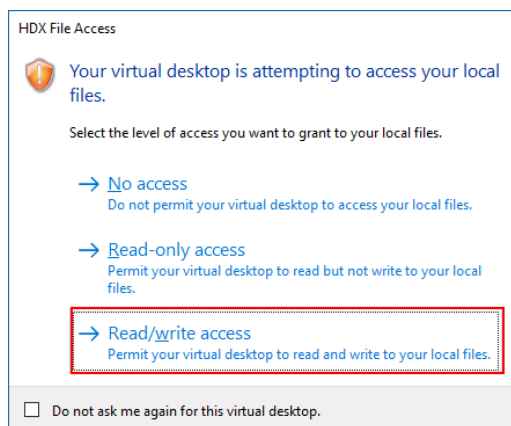 HDX File Access
Your virtual desktop is attempting to access your local
files.
Select the level of access you want to grant to your local files.
No access
Do not permit your virtual desktop to access your local files.
Read-only access
Permit your virtual desktop to read but not write to your local
files.
Read/write access
Permit your virtual desktop to read and write to your local files.
Do not ask me again for this virtual desktop.